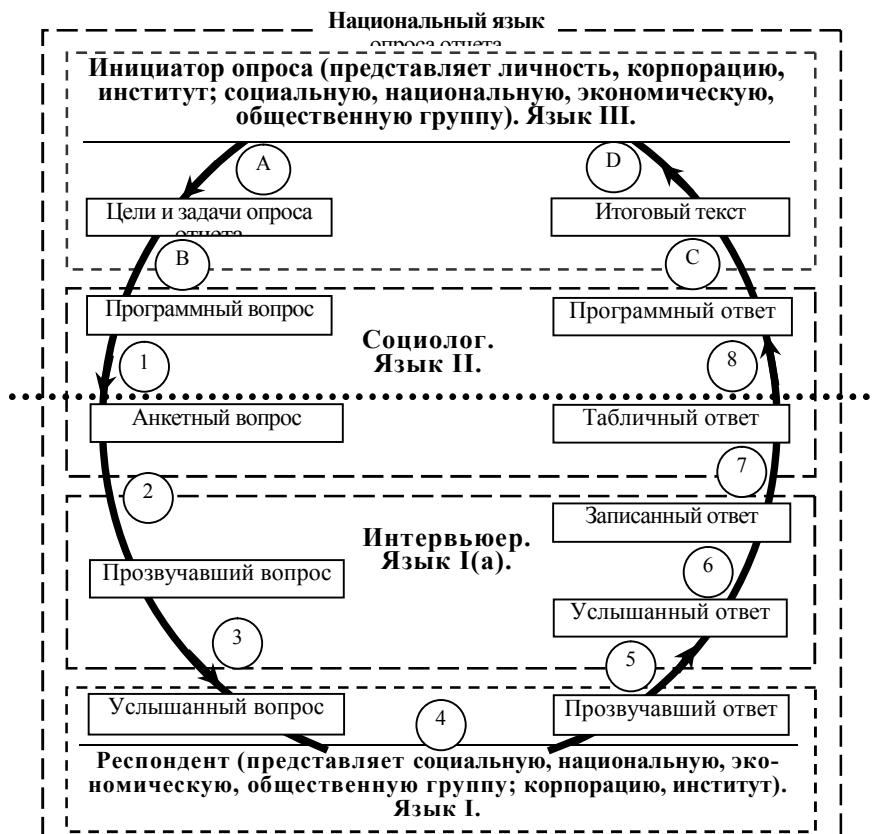 Национальный язык
опроса отчета
Инициатор опроса (представляет личность, корпорацию,
институт; социальную, национальную, экономическую,
общественную группу). Язык III.
A
D
Цели и задачи опроса
отчета
Итоговый текст
B
C
Программный вопрос
Программный ответ
Социолог.
Язык II.
1
8
Анкетный вопрос
Табличный ответ
7
2
Записанный ответ
Интервьюер.
Язык I(а).
Прозвучавший вопрос
6
Услышанный ответ
3
5
Услышанный вопрос
4
Прозвучавший ответ
Респондент (представляет социальную, национальную, эко-
номическую, общественную группу; корпорацию, институт).
Язык I.